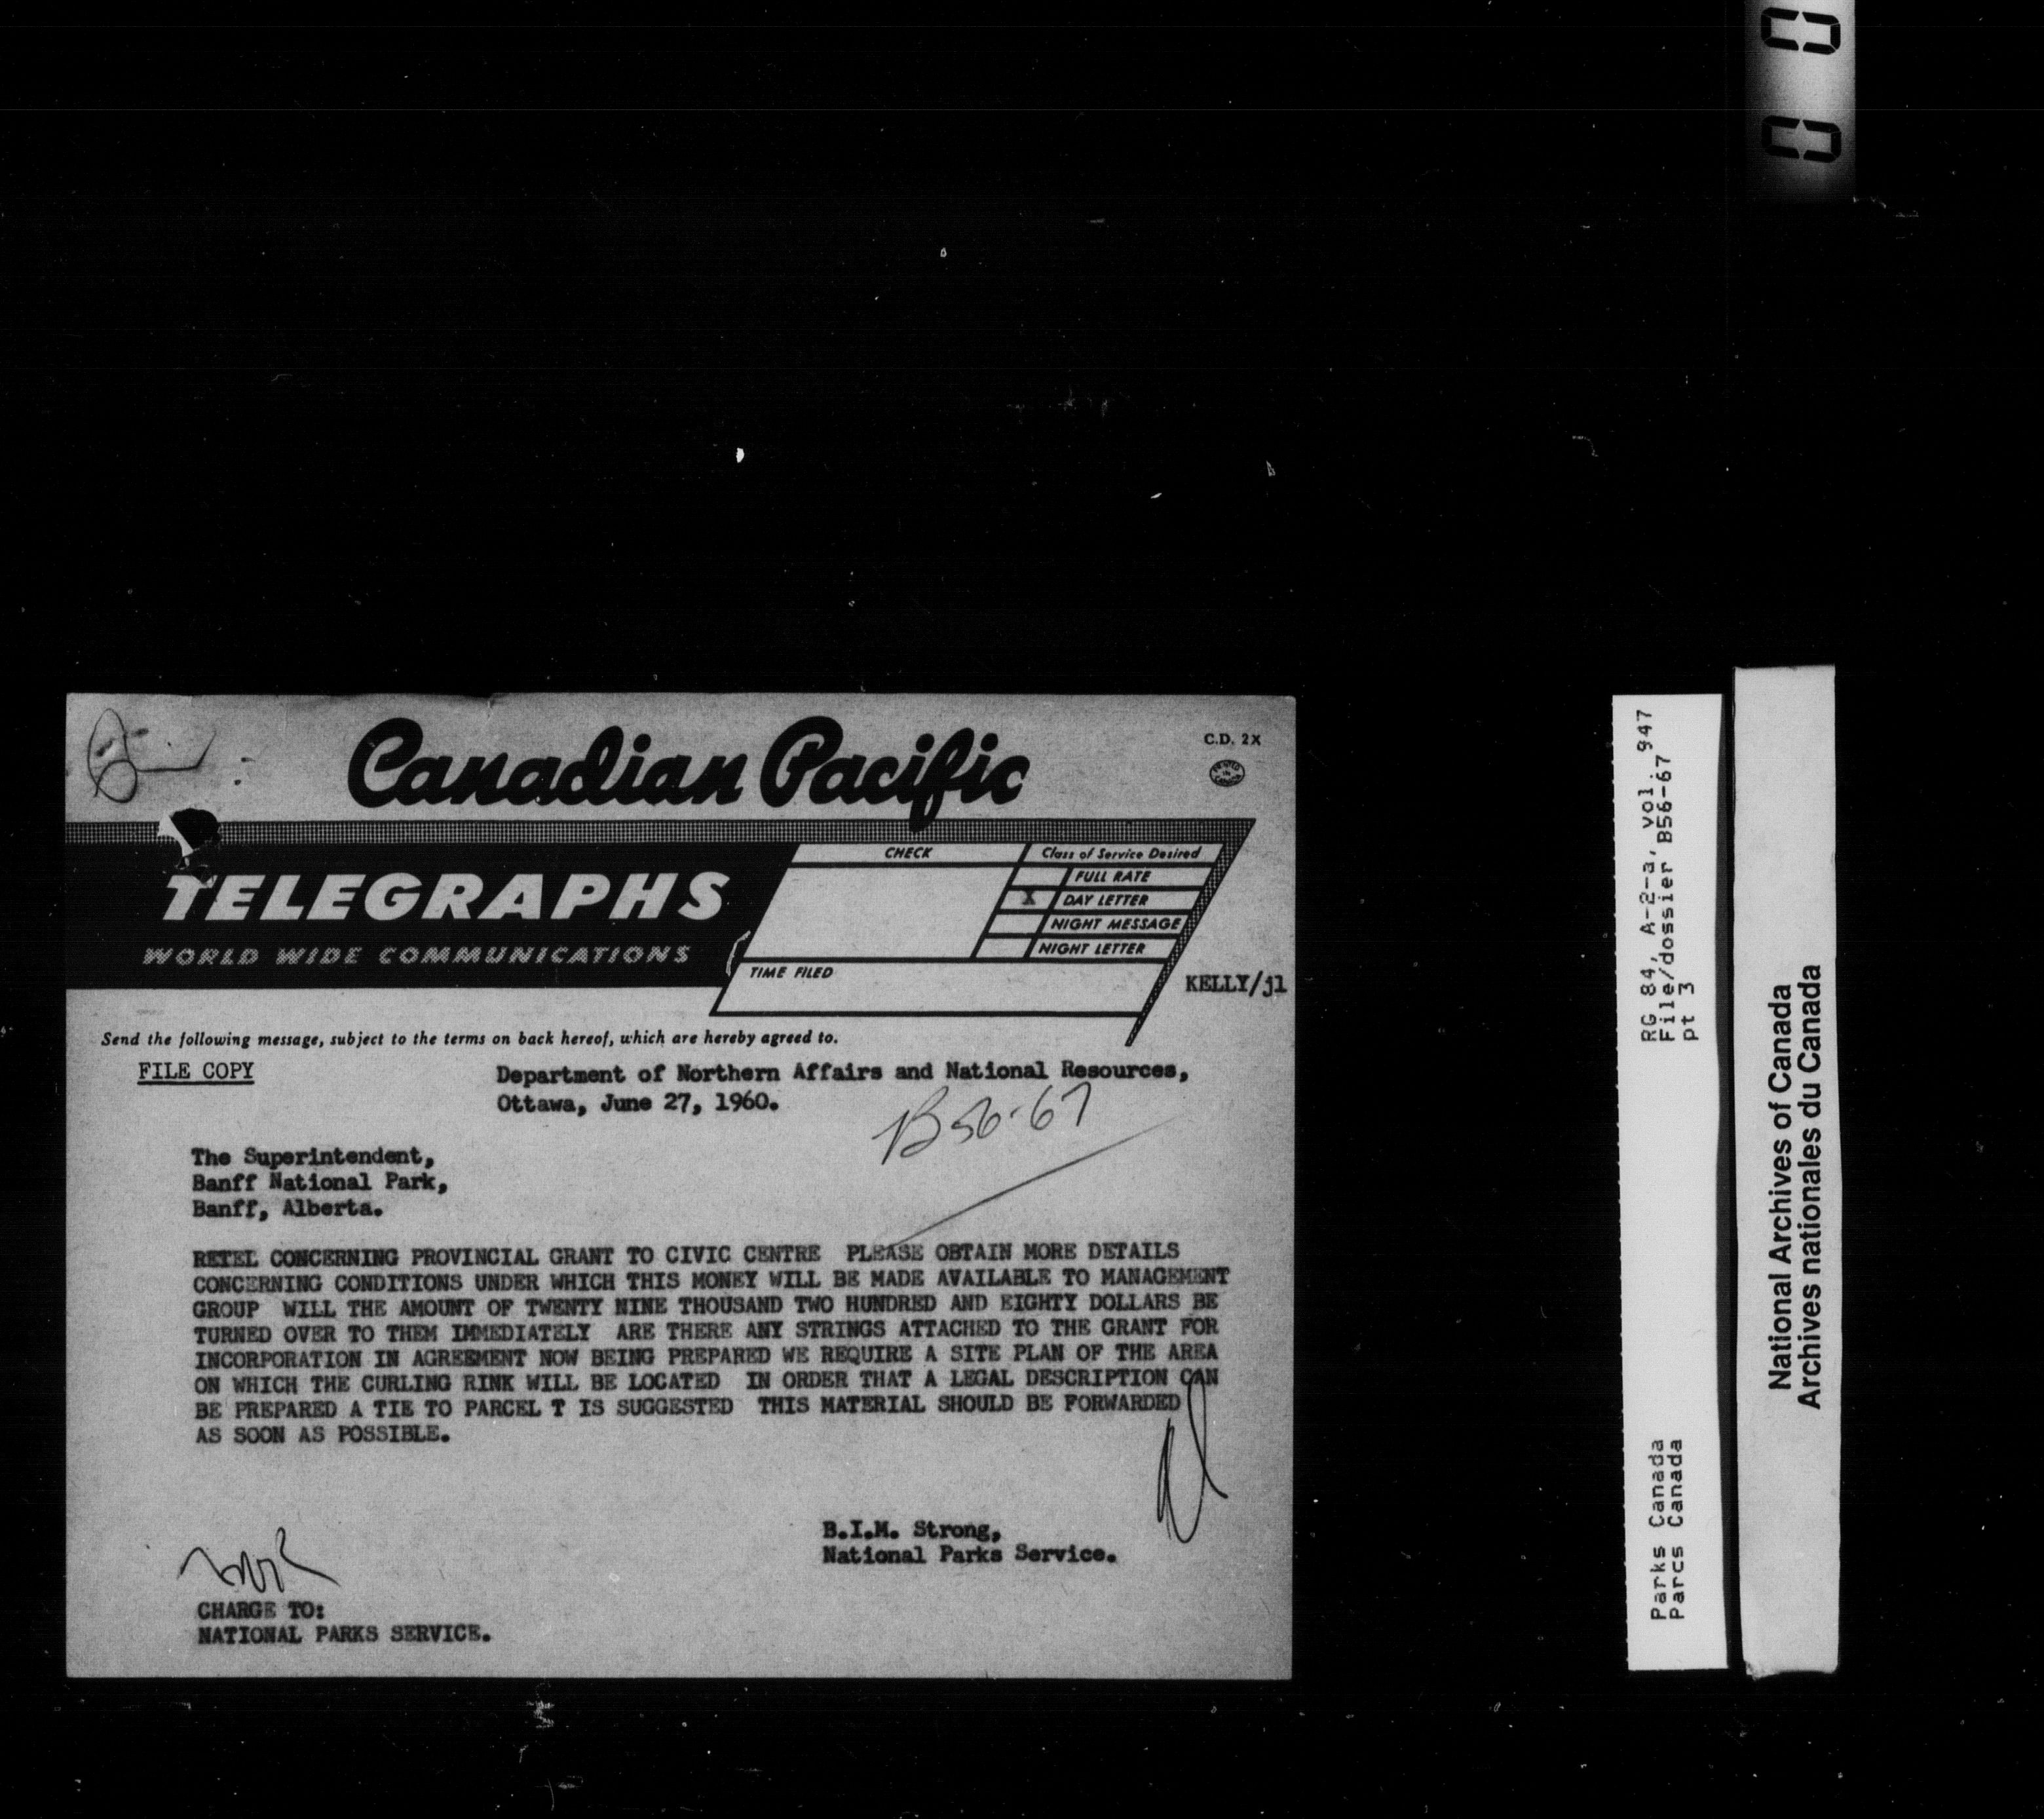 Canadian Pacific
C.D. 2X
PRINTED IN CANADA
TELEGRAPHS
WORLD WIDE COMMUNICATIONS
CHECK
Class of Service Desired
FULL RATE
X DAY LETTER
NIGHT MESSAGE
NIGHT LETTER
TIME FILED
KELLY/jl
Send the following message, subject to the terms on back hereof, which are hereby agreed to.
FILE COPY
Department of Northern Affairs and National Resources,
Ottawa, June 27, 1960.
B56-67
The Superintendent,
Banff National Park,
Banff, Alberta.
RETEL CONCERNING PROVINCIAL GRANT TO CIVIC CENTRE PLEASE OBTAIN MORE DETAILS
CONCERNING CONDITIONS UNDER WHICH THIS MONEY WILL BE MADE AVAILABLE TO MANAGEMENT
GROUP WILL THE AMOUNT OF TWENTY NINE THOUSAND TWO HUNDRED AND EIGHTY DOLLARS BE
TURNED OVER TO THEM IMMEDIATELY ARE THERE ANY STRINGS ATTACHED TO THE GRANT FOR
INCORPORATION IN AGREEMENT NOW BEING PREPARED WE REQUIRE A SITE PLAN OF THE AREA
ON WHICH THE CURLING RINK WILL BE LOCATED IN ORDER THAT A LEGAL DESCRIPTION CAN
BE PREPARED A TIE TO PARCEL T IS SUGGESTED THIS MATERIAL SHOULD BE FORWARDED
AS SOON AS POSSIBLE.
B.I.M. Strong,
National Parks Service.
CHARGE TO:
NATIONAL PARKS SERVICE.
RG 84, A-2-a, vol. 947
File/dossier B56-67
pt 3
Parks Canada
Parcs Canada
National Archives of Canada
Archives nationales du Canada
0 0